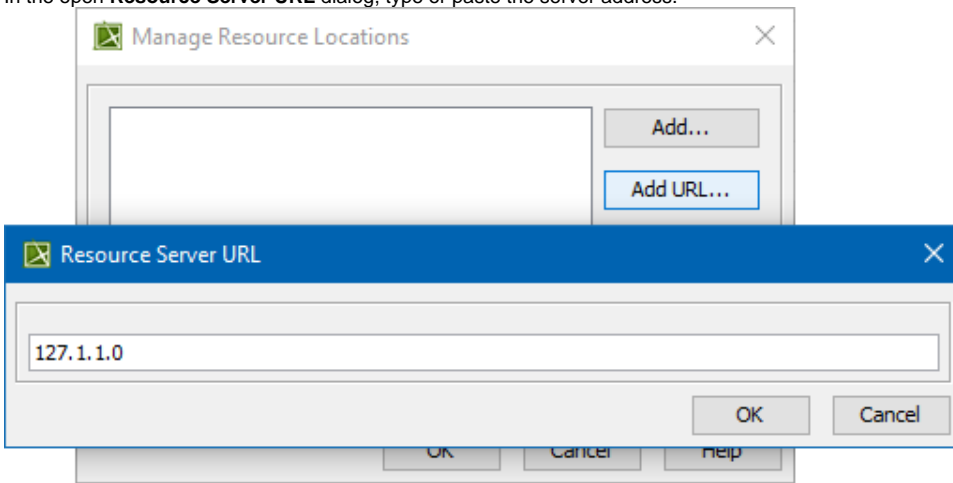 In the open Resource Server URL dialog, type or paste the server address.
Manage Resource Locations
Add...
Add URL...
Resource Server URL
127.1.1.0
OK Cancel
OK Cancel Help